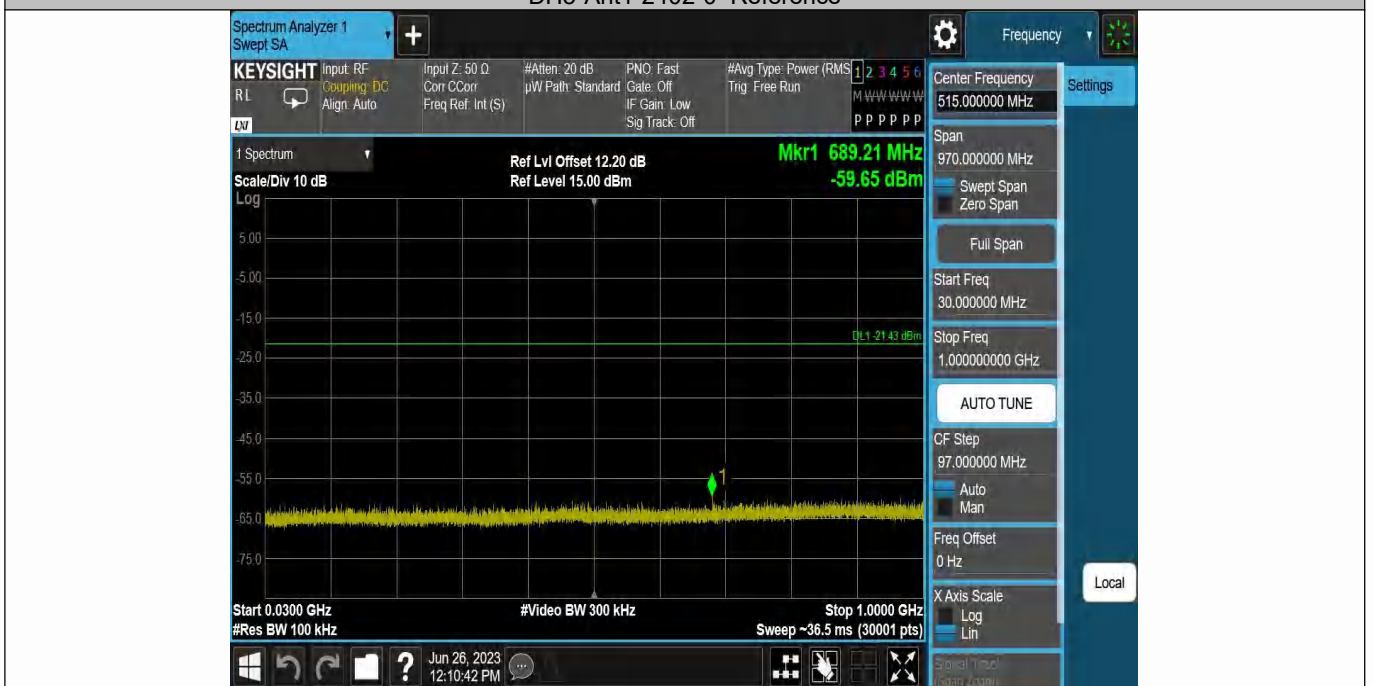 Spectrum Analyzer 1
Swept SA
+
Frequency
KEYSIGHT
RL
LXI
Input: RF
Coupling: DC
Align: Auto
Input Z: 50 Ω
Corr CCorr
Freq Ref: Int (S)
#Atten: 20 dB
µW Path: Standard
PNO: Fast
Gate: Off
IF Gain: Low
Sig Track: Off
#Avg Type: Power (RMS
Trig: Free Run
1 2 3 4 5 6
M W W W W W
P P P P P P
Center Frequency
515.000000 MHz
Settings
1 Spectrum
Scale/Div 10 dB
Log
Ref Lvl Offset 12.20 dB
Ref Level 15.00 dBm
Mkr1 689.21 MHz
-59.65 dBm
Span
970.000000 MHz
Swept Span
Zero Span
Full Span
Start Freq
30.000000 MHz
Stop Freq
1.000000000 GHz
AUTO TUNE
CF Step
97.000000 MHz
Auto
Man
Freq Offset
0 Hz
X Axis Scale
Log
Lin
Local
5.00
-5.00
-15.0
DL1 -21.43 dBm
-25.0
-35.0
-45.0
-55.0
1
-65.0
-75.0
Start 0.0300 GHz
#Res BW 100 kHz
#Video BW 300 kHz
Stop 1.0000 GHz
Sweep ~36.5 ms (30001 pts)
?
Jun 26, 2023
12:10:42 PM